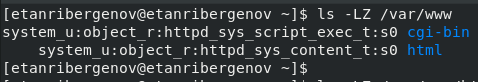 [etanribergenov@etanribergenov ~]$ ls -LZ /var/www
system_u:object_r:httpd_sys_script_exec_t:s0 cgi-bin
system_u:object_r:httpd_sys_content_t:s0 html
[etanribergenov@etanribergenov ~]$